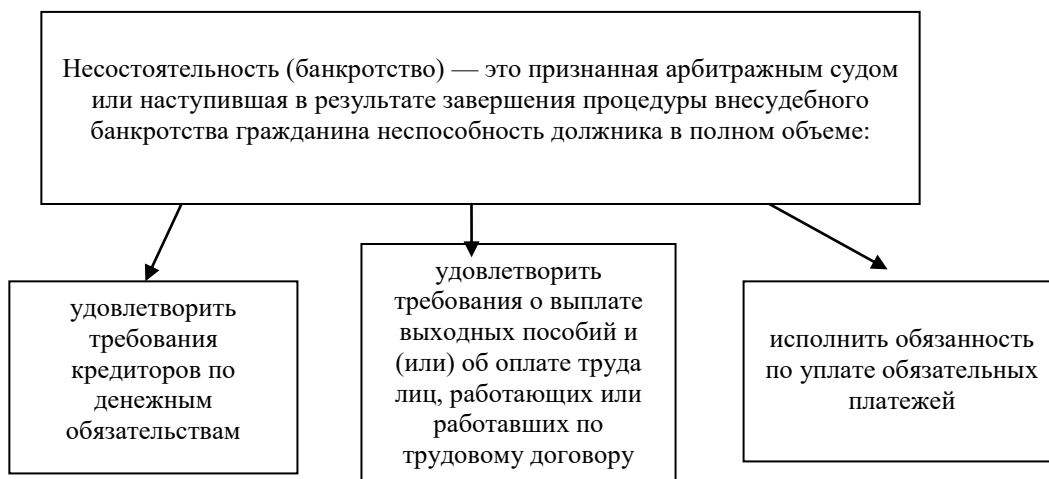 Несостоятельность (банкротство) — это признанная арбитражным судом
или наступившая в результате завершения процедуры внесудебного
банкротства гражданина неспособность должника в полном объеме:
удовлетворить
требования
кредиторов по
денежным
обязательствам
удовлетворить
требования о выплате
выходных пособий и
(или) об оплате труда
лиц, работающих или
работавших по
трудовому договору
исполнить обязанность
по уплате обязательных
платежей